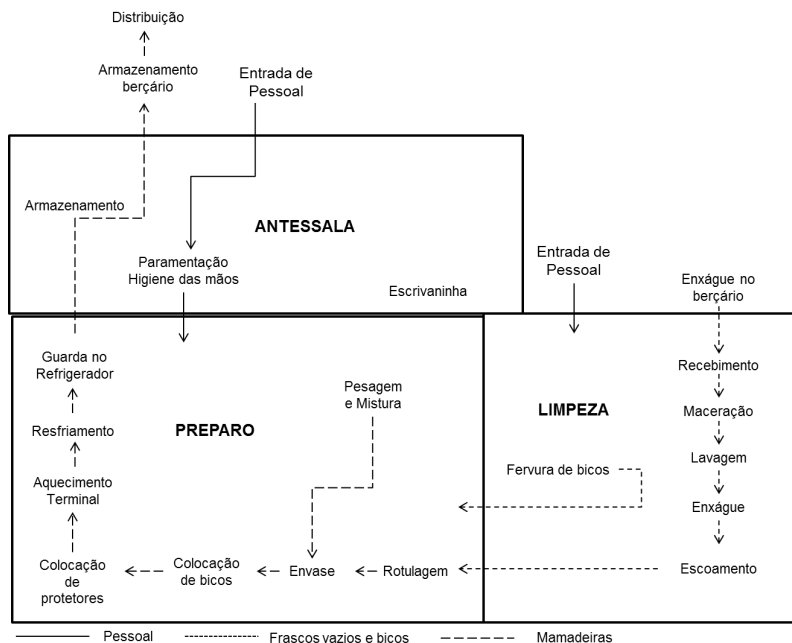 Distribuição
Armazenamento
berçário
Entrada de
Pessoal
Armazenamento
ANTESSALA
Paramentação
Higiene das mãos
Escrivaninha
Entrada de
Pessoal
Enxágue no
berçário
Guarda no
Refrigerador
Resfriamento
Aquecimento
Terminal
Colocação
de
protetores
PREPARO
Pesagem
e Mistura
Colocação
de bicos
Envase
Rotulagem
LIMPEZA
Fervura de bicos
Recebimento
Maceração
Lavagem
Enxágue
Escoamento
Pessoal
Frascos vazios e bicos
Mamadeiras